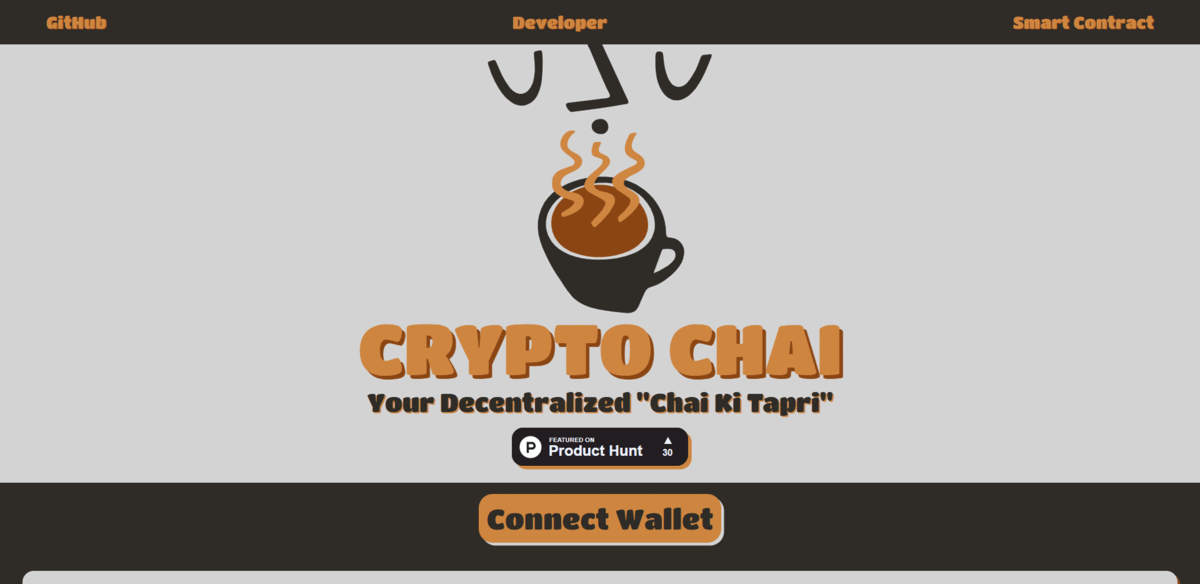 GitHub
Developer
Smart Contract
CRYPTO CHAI
Your Decentralized "Chai Ki Tapri"
P
FEATURED ON
Product Hunt
▲
30
Connect Wallet